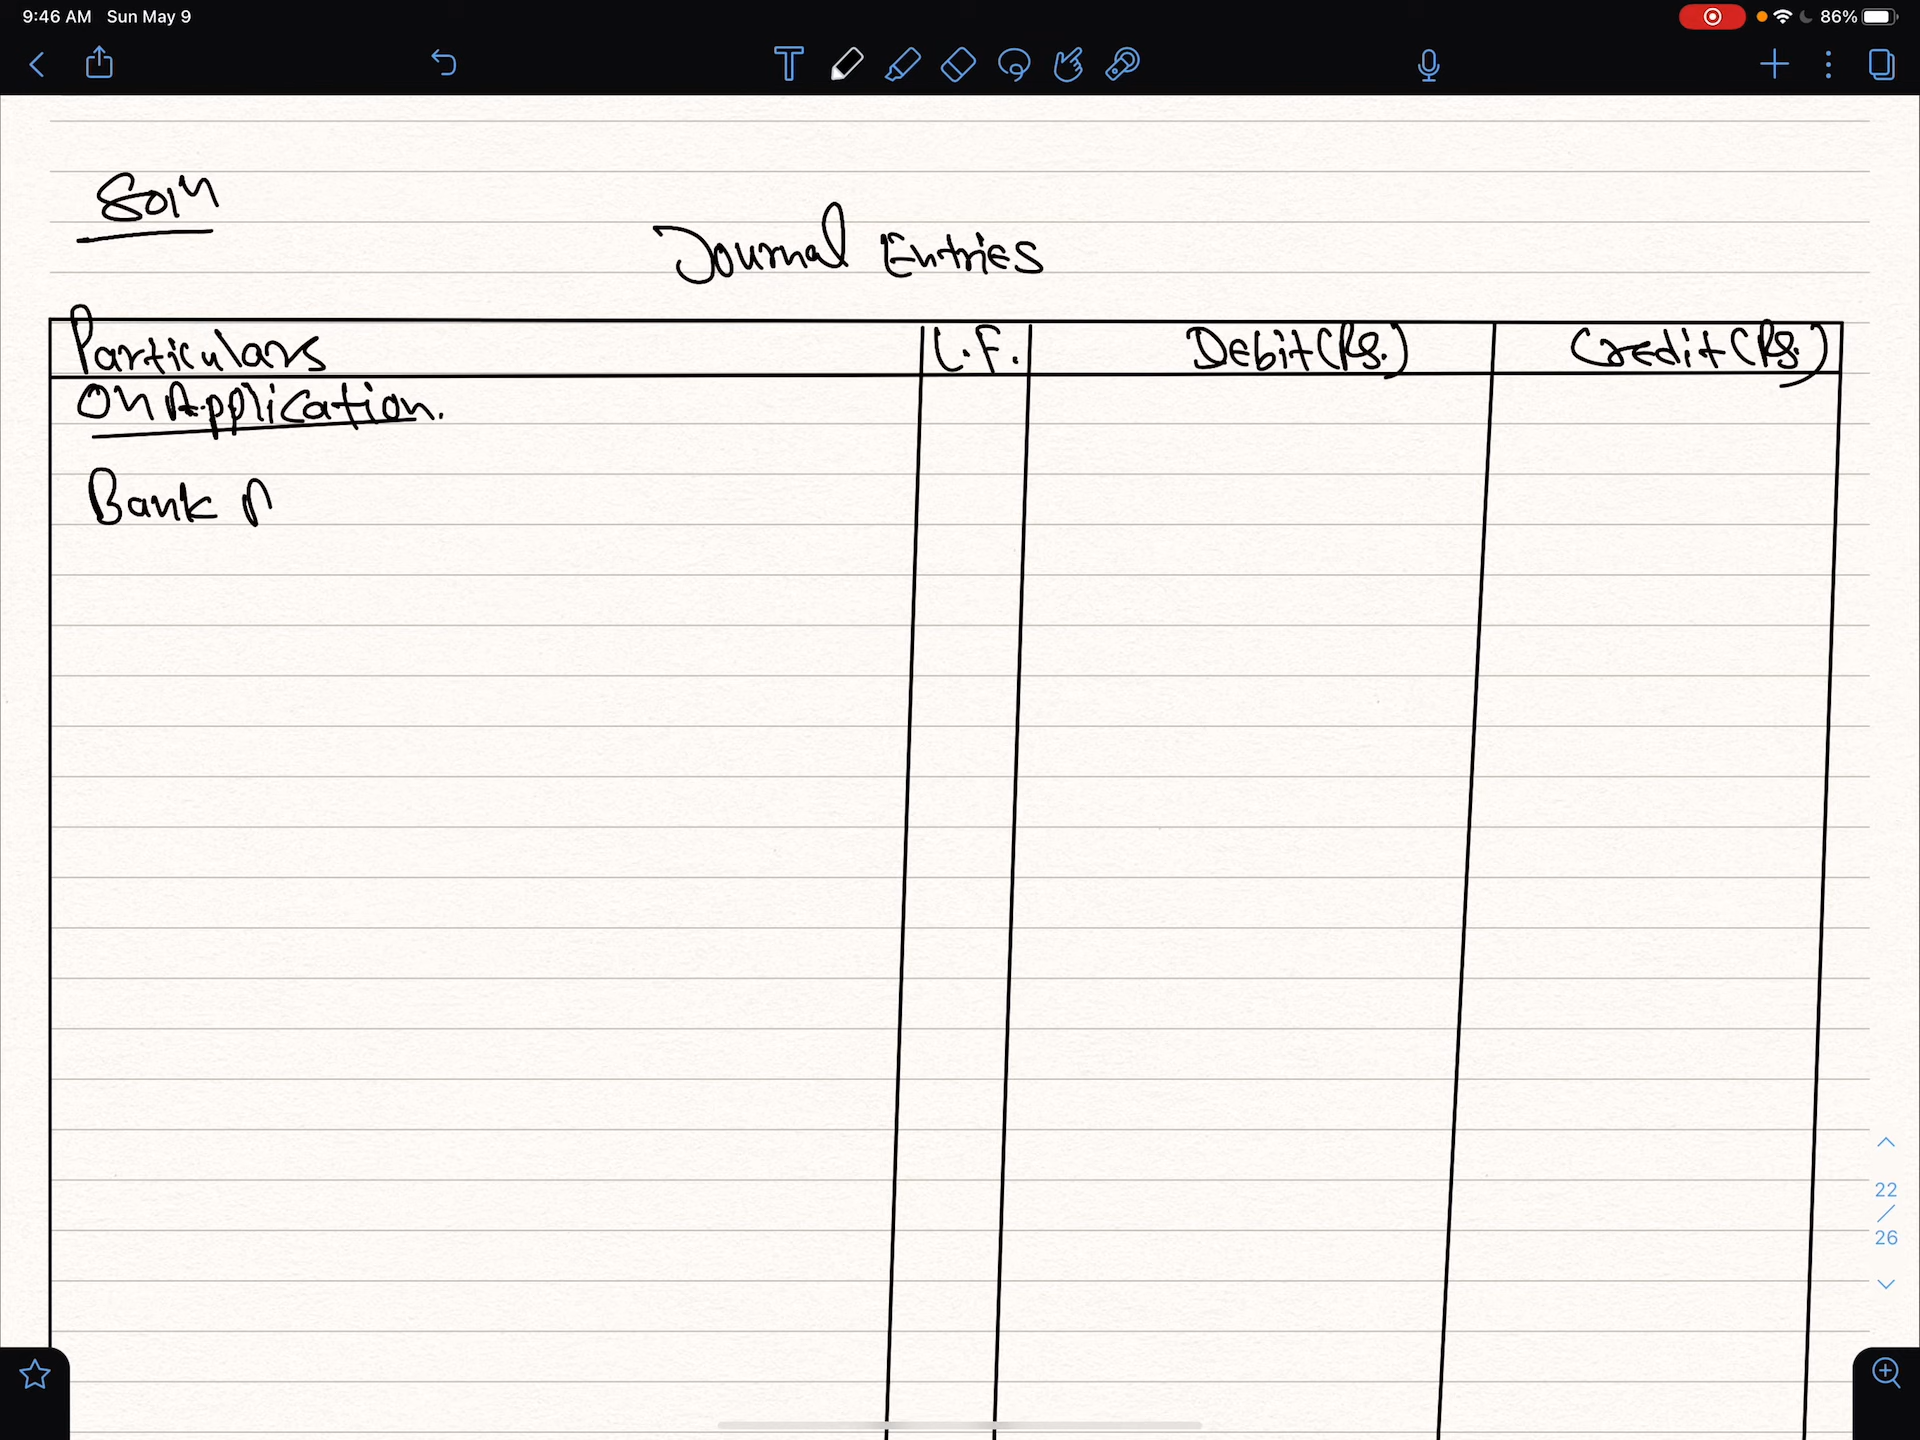 9:46 AM Sun May 9
86%
T
Soln
Journal Entries
Particulars L.F. Debit(Rs.) Credit(Rs.)
On Application.
Bank
22
/
26